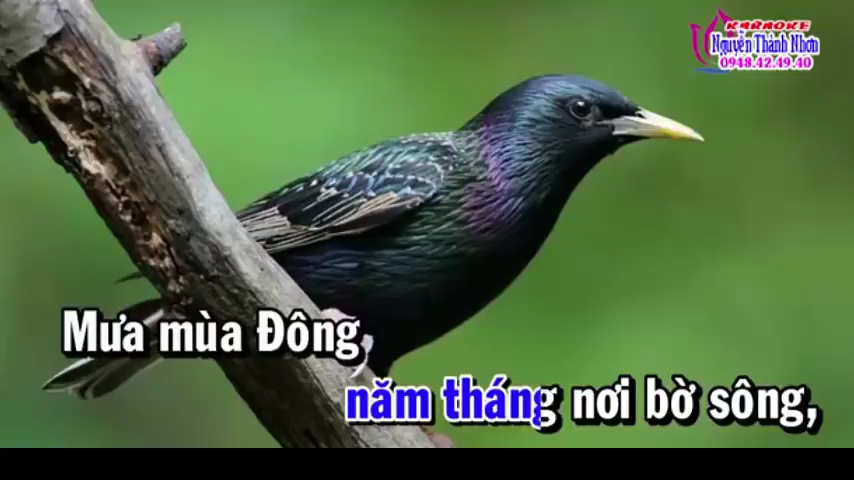 KARAOKE
Nguyễn Thành Nhơn
0948.42.49.40
Mưa mùa Đông,
năm tháng nơi bờ sông,